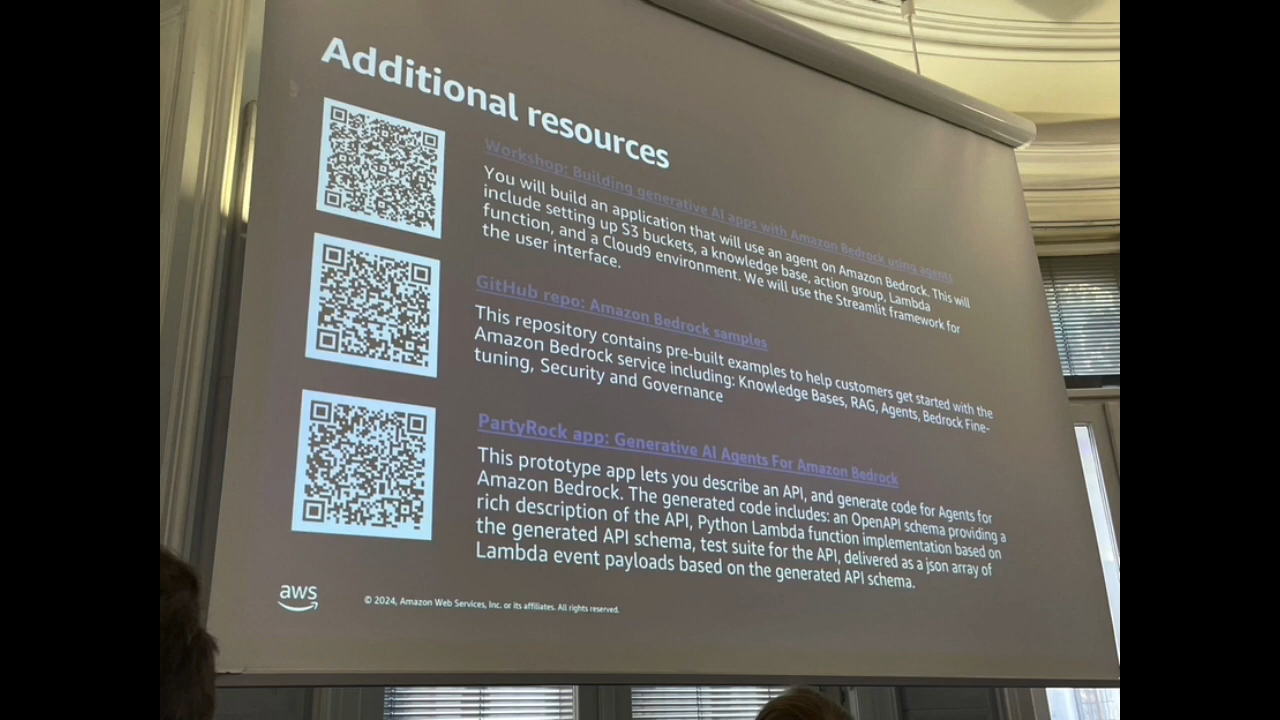 Additional resources
Workshop: Building generative AI apps with Amazon Bedrock using agents
You will build an application that will use an agent on Amazon Bedrock. This will
include setting up S3 buckets, a knowledge base, action group, Lambda
function, and a Cloud9 environment. We will use the Streamlit framework for
the user interface.
GitHub repo: Amazon Bedrock samples
This repository contains pre-built examples to help customers get started with the
Amazon Bedrock service including: Knowledge Bases, RAG, Agents, Bedrock Fine-
tuning, Security and Governance
PartyRock app: Generative AI Agents For Amazon Bedrock
This prototype app lets you describe an API, and generate code for Agents for
Amazon Bedrock. The generated code includes: an OpenAPI schema providing a
rich description of the API, Python Lambda function implementation based on
the generated API schema, test suite for the API, delivered as a json array of
Lambda event payloads based on the generated API schema.
aws
© 2024, Amazon Web Services, Inc. or its affiliates. All rights reserved.